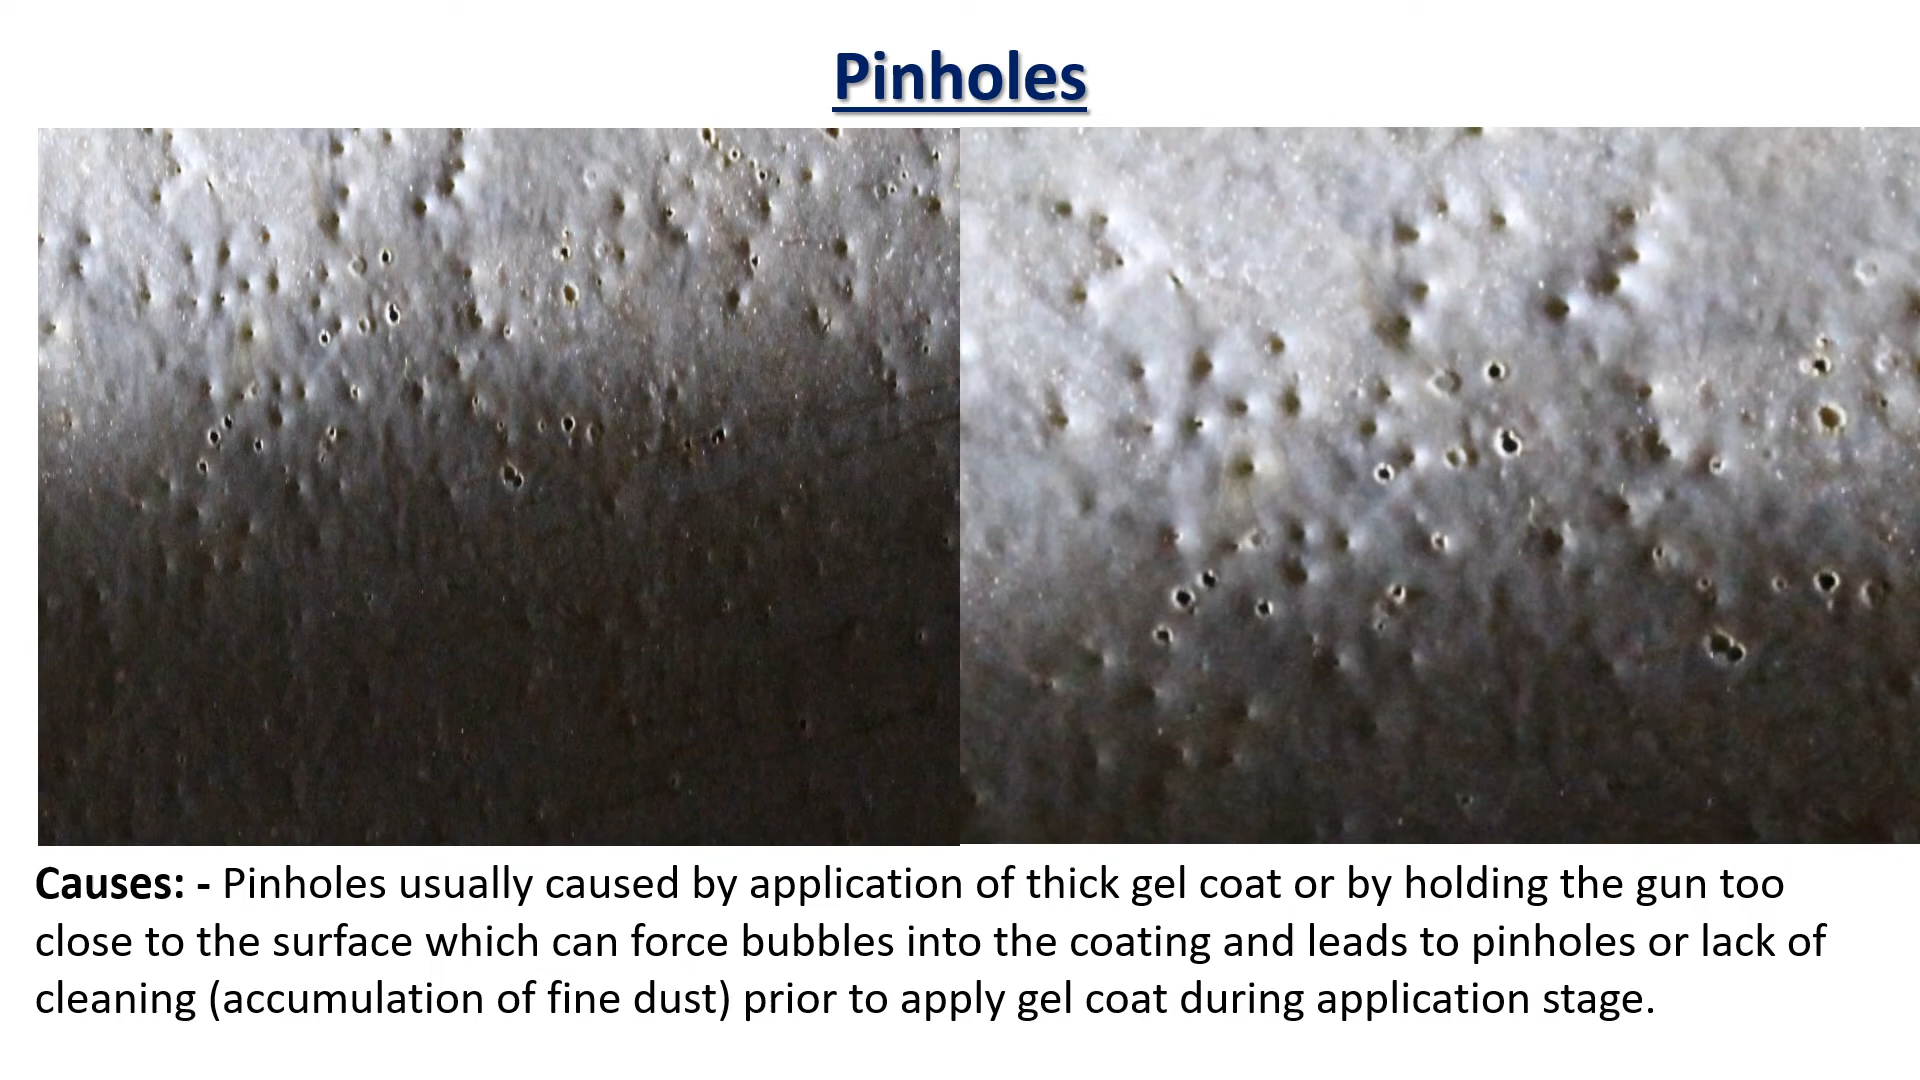 Pinholes
Causes: - Pinholes usually caused by application of thick gel coat or by holding the gun too
close to the surface which can force bubbles into the coating and leads to pinholes or lack of
cleaning (accumulation of fine dust) prior to apply gel coat during application stage.